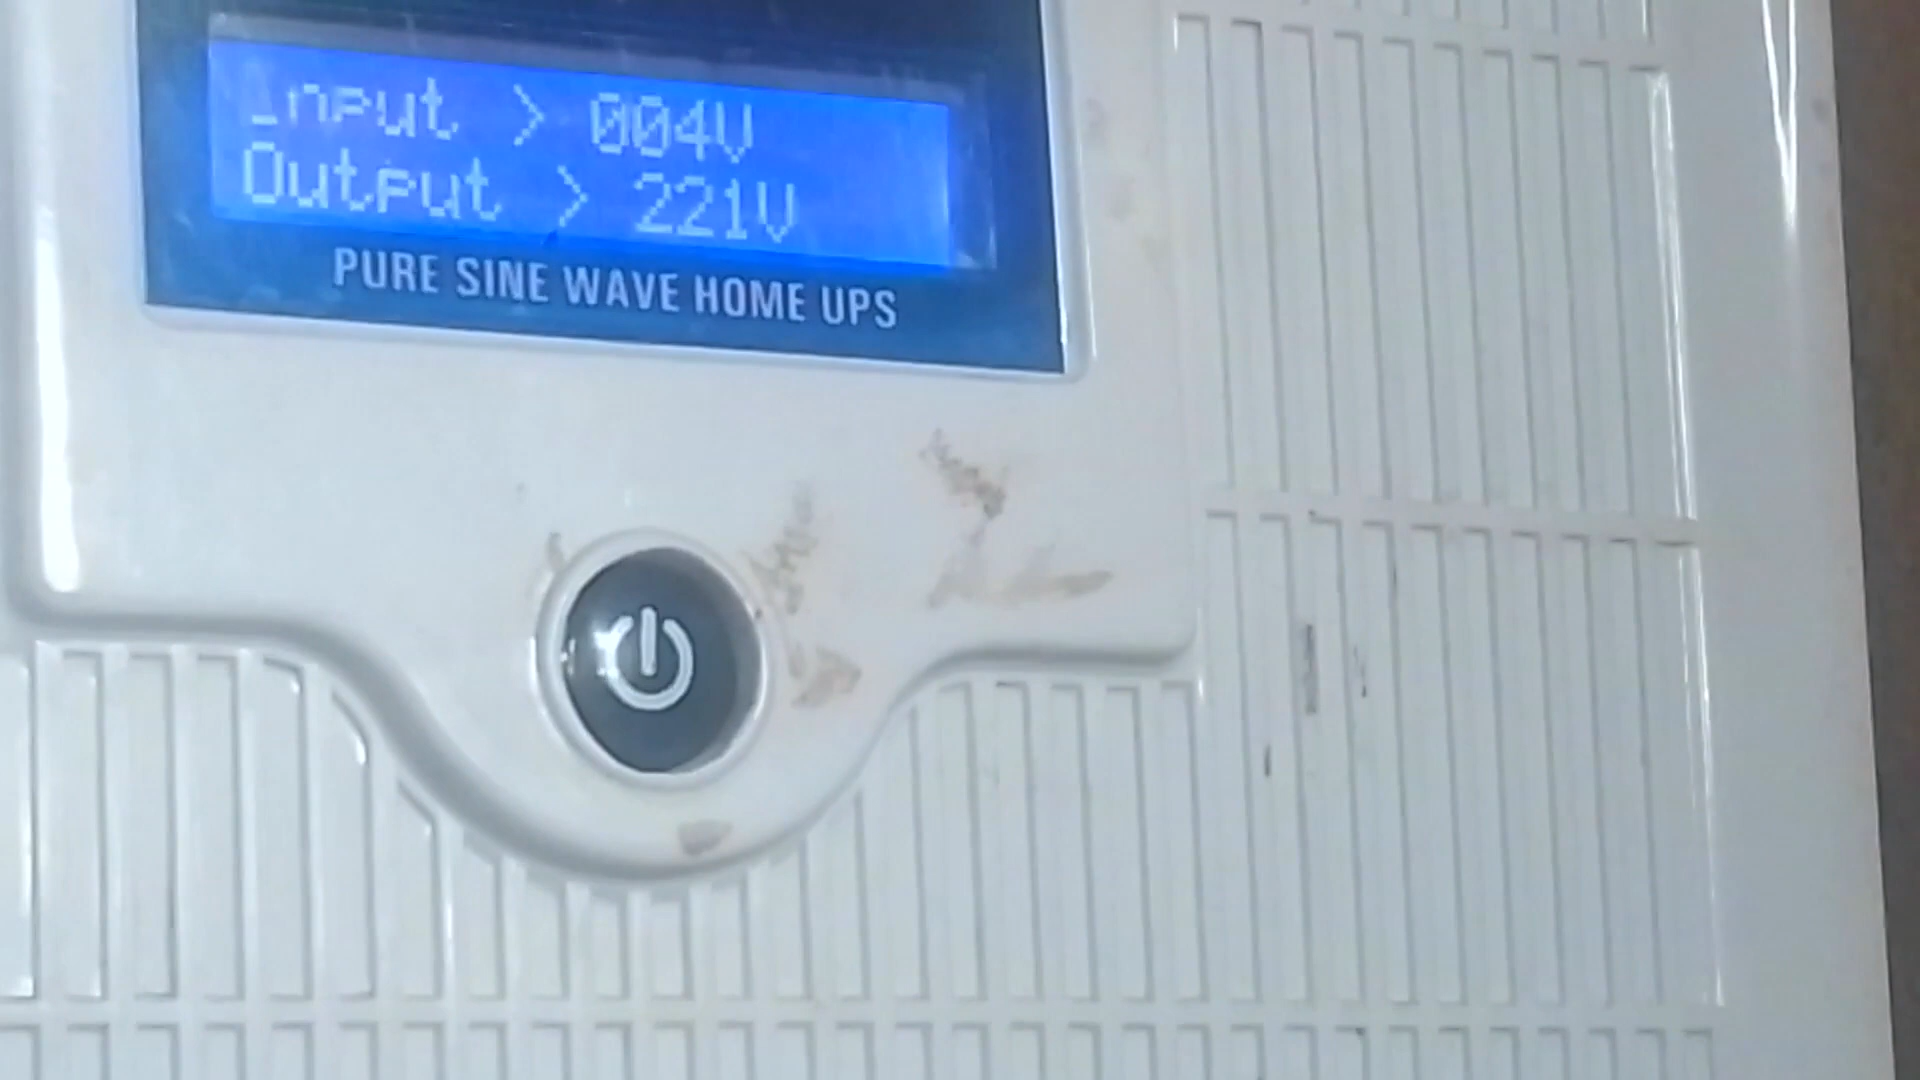 Input > 004V
Output > 221V
PURE SINE WAVE HOME UPS